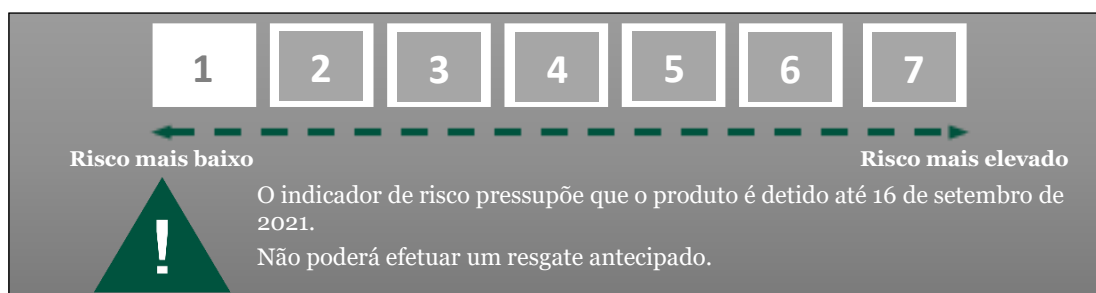 1 2 3 4 5 6 7
Risco mais baixo Risco mais elevado
O indicador de risco pressupõe que o produto é detido até 16 de setembro de
2021.
Não poderá efetuar um resgate antecipado.
!